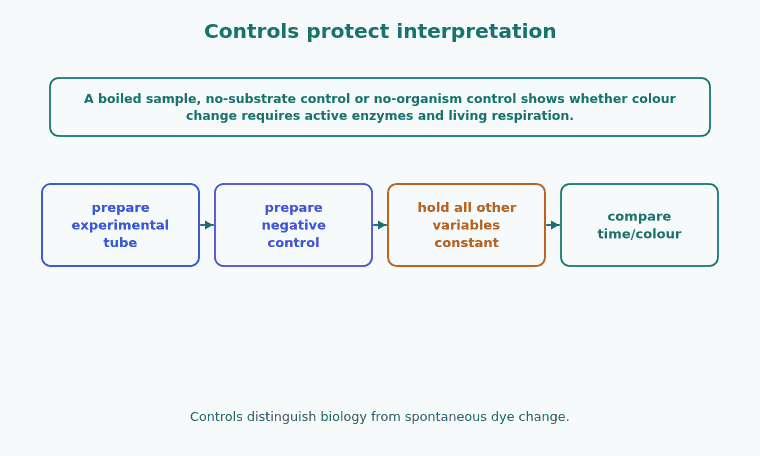 Controls protect interpretation
A boiled sample, no-substrate control or no-organism control shows whether colour
change requires active enzymes and living respiration.
prepare
experimental
tube
prepare
negative
control
hold all other
variables
constant
compare
time/colour
Controls distinguish biology from spontaneous dye change.